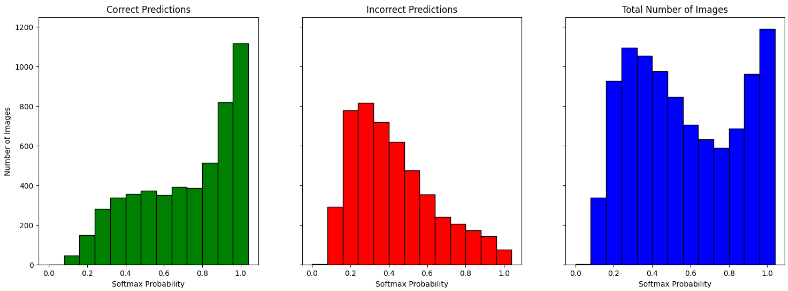 Correct Predictions
Incorrect Predictions
Total Number of Images
Number of Images
1200
1000
800
600
400
200
0
0.0 0.2 0.4 0.6 0.8 1.0
Softmax Probability
0.0 0.2 0.4 0.6 0.8 1.0
Softmax Probability
0.0 0.2 0.4 0.6 0.8 1.0
Softmax Probability